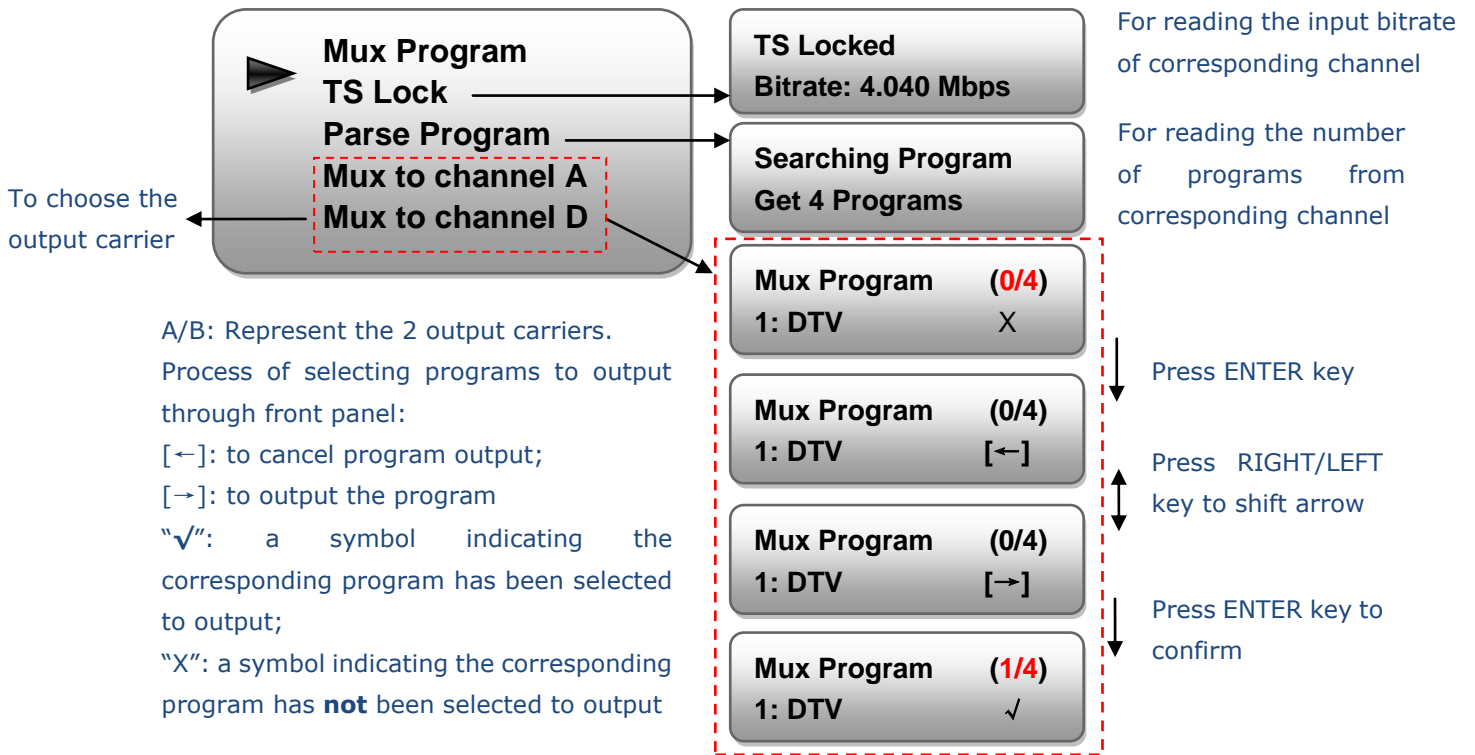 Mux Program
TS Lock
Parse Program
Mux to channel A
Mux to channel D
To choose the
output carrier
TS Locked
Bitrate: 4.040 Mbps
For reading the input bitrate
of corresponding channel
Searching Program
Get 4 Programs
For reading the number
of programs from
corresponding channel
A/B: Represent the 2 output carriers.
Process of selecting programs to output
through front panel:
[←]: to cancel program output;
[→]: to output the program
“√”: a symbol indicating the
corresponding program has been selected
to output;
“X”: a symbol indicating the corresponding
program has not been selected to output
Mux Program (0/4)
1: DTV X
Press ENTER key
Mux Program (0/4)
1: DTV [←]
Press RIGHT/LEFT
key to shift arrow
Mux Program (0/4)
1: DTV [→]
Press ENTER key to
confirm
Mux Program (1/4)
1: DTV √